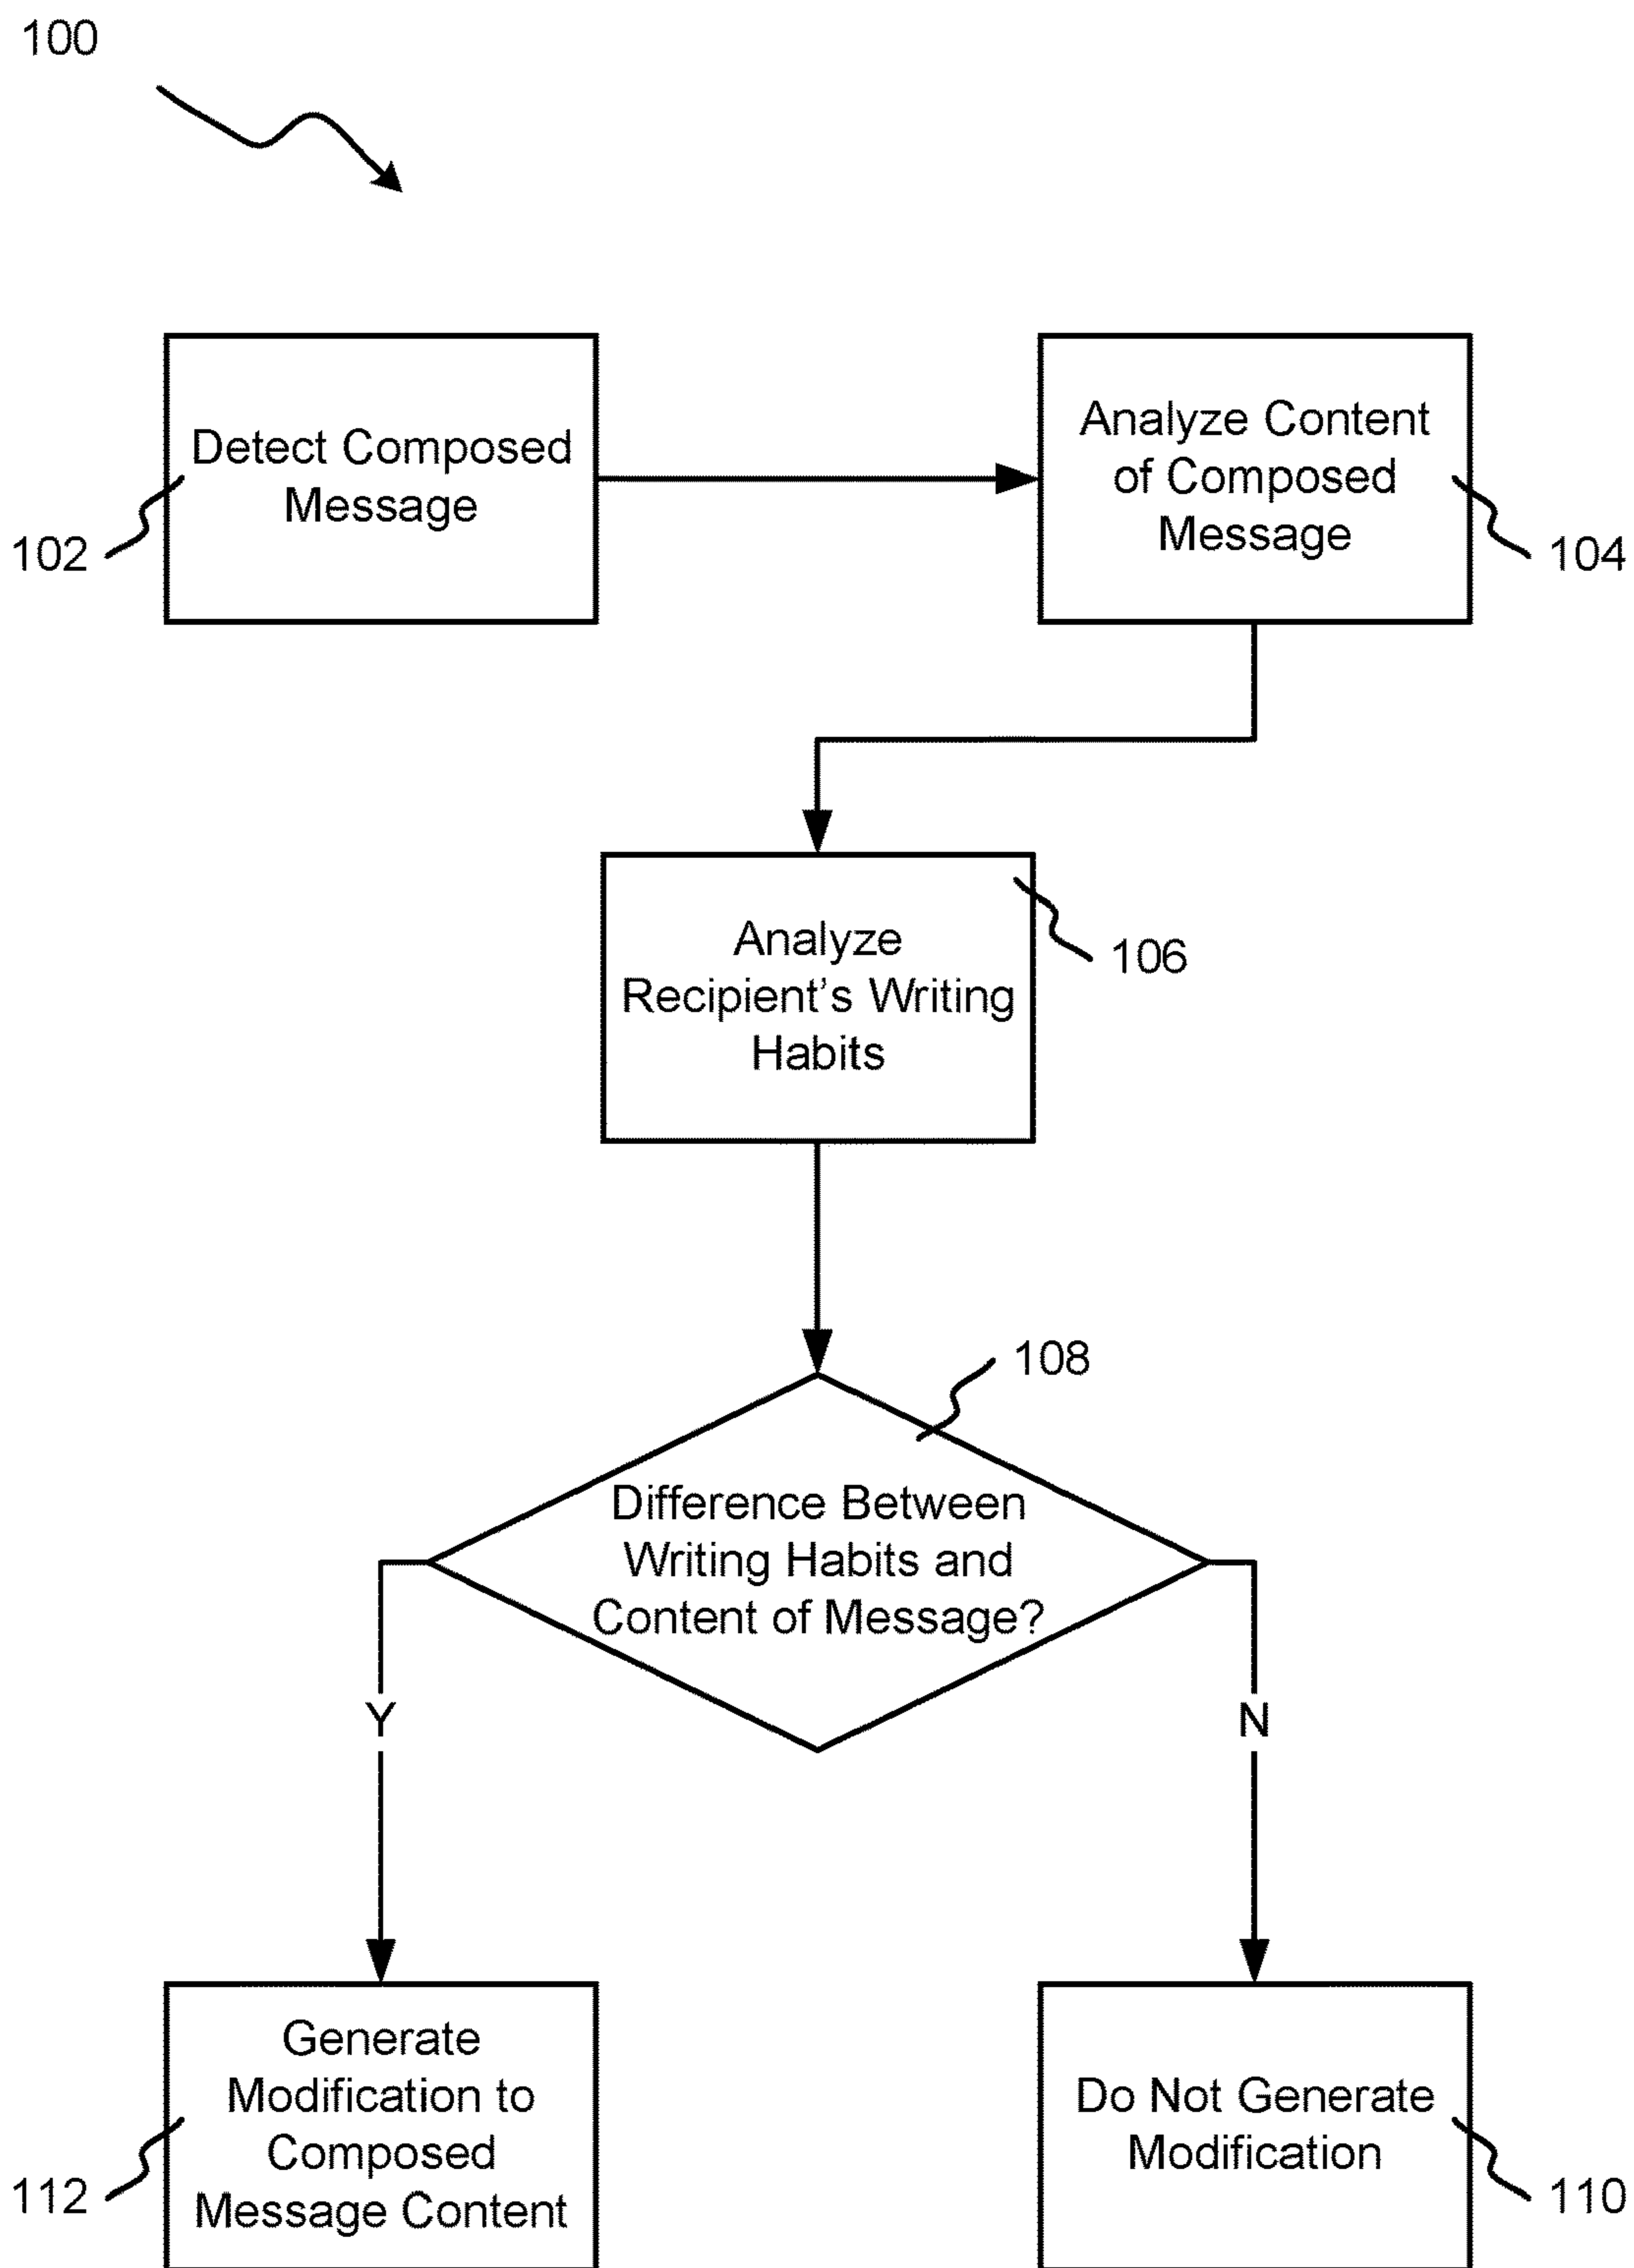 100
Detect Composed
Message
102
Analyze Content
of Composed
Message
104
Analyze
Recipient’s Writing
Habits
106
108
Difference Between
Writing Habits and
Content of Message?
Y
N
Generate
Modification to
Composed
Message Content
112
Do Not Generate
Modification
110